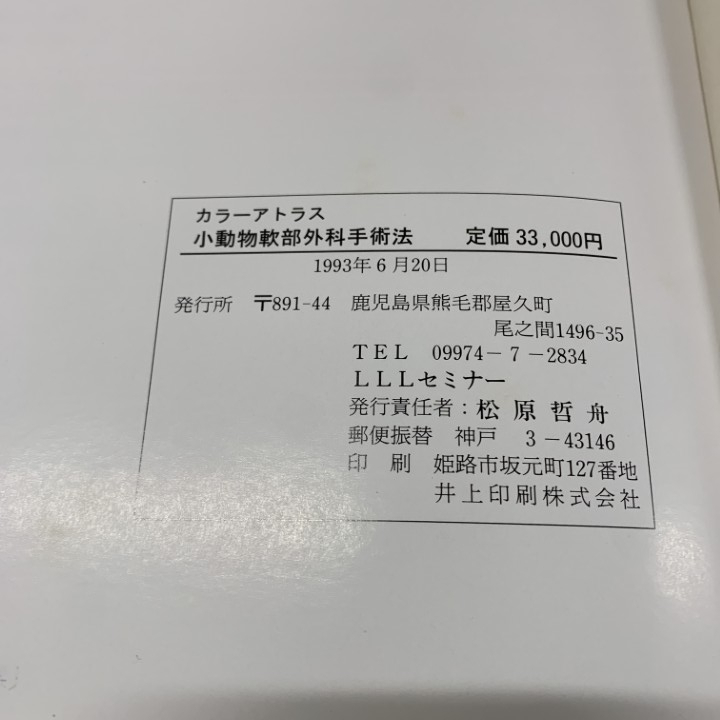 カラーアトラス
小動物軟部外科手術法 定価 33,000円
1993年6月20日
発行所 〒891-44 鹿児島県熊毛郡屋久町
尾之間1496-35
ＴＥＬ 09974－7－2834
ＬＬＬセミナー
発行責任者：松原哲舟
郵便振替 神戸 3－43146
印刷 姫路市坂元町127番地
井上印刷株式会社